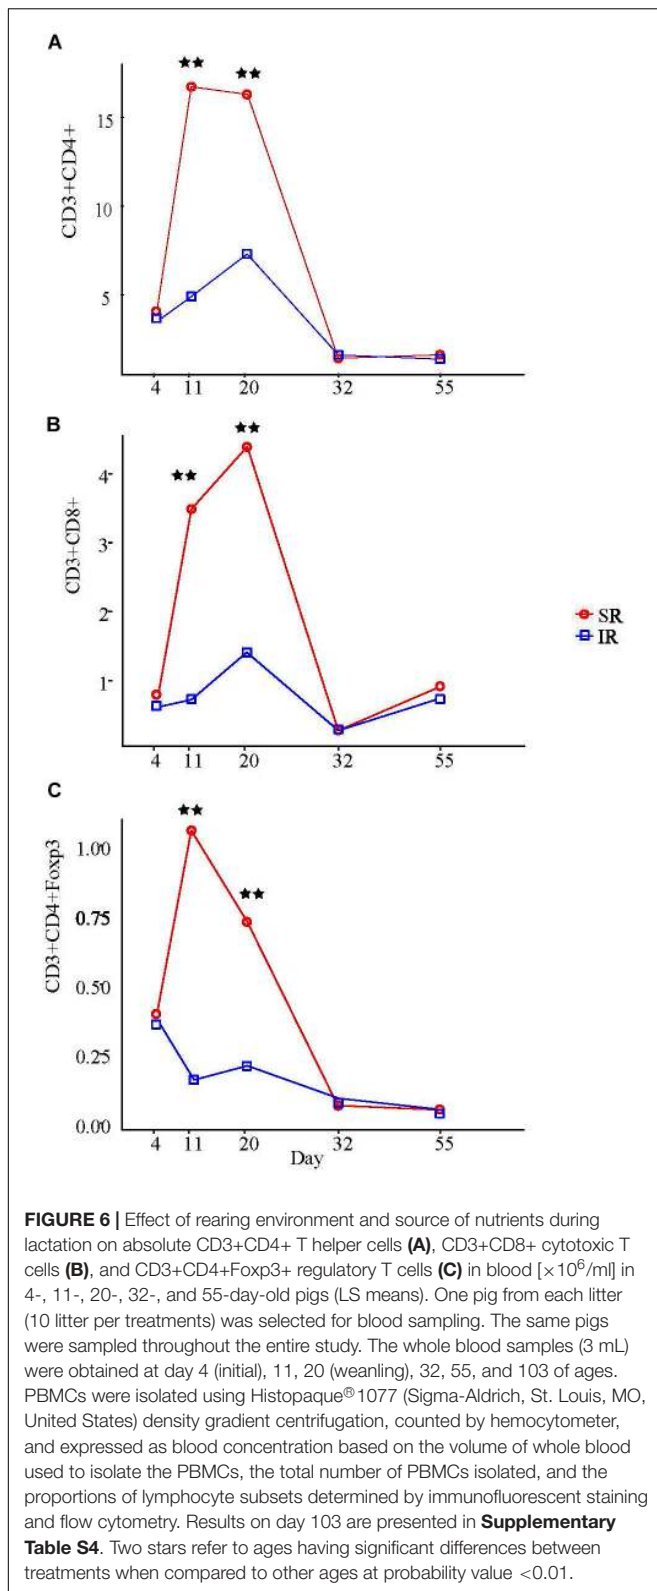 A
★★
★★
15
10
5
CD3+CD4+
4 11 20 32 55
B
★★
★★
4
3
2
1
CD3+CD8+
4 11 20 32 55
SR
IR
C
★★
★★
1.00
0.75
0.50
0.25
0.00
CD3+CD4+Foxp3
4 11 20 32 55
Day
FIGURE 6 | Effect of rearing environment and source of nutrients during
lactation on absolute CD3+CD4+ T helper cells (A), CD3+CD8+ cytotoxic T
cells (B), and CD3+CD4+Foxp3+ regulatory T cells (C) in blood [×10⁶/ml] in
4-, 11-, 20-, 32-, and 55-day-old pigs (LS means). One pig from each litter
(10 litter per treatments) was selected for blood sampling. The same pigs
were sampled throughout the entire study. The whole blood samples (3 mL)
were obtained at day 4 (initial), 11, 20 (weanling), 32, 55, and 103 of ages.
PBMCs were isolated using Histopaque®1077 (Sigma-Aldrich, St. Louis, MO,
United States) density gradient centrifugation, counted by hemocytometer,
and expressed as blood concentration based on the volume of whole blood
used to isolate the PBMCs, the total number of PBMCs isolated, and the
proportions of lymphocyte subsets determined by immunofluorescent staining
and flow cytometry. Results on day 103 are presented in Supplementary
Table S4. Two stars refer to ages having significant differences between
treatments when compared to other ages at probability value <0.01.